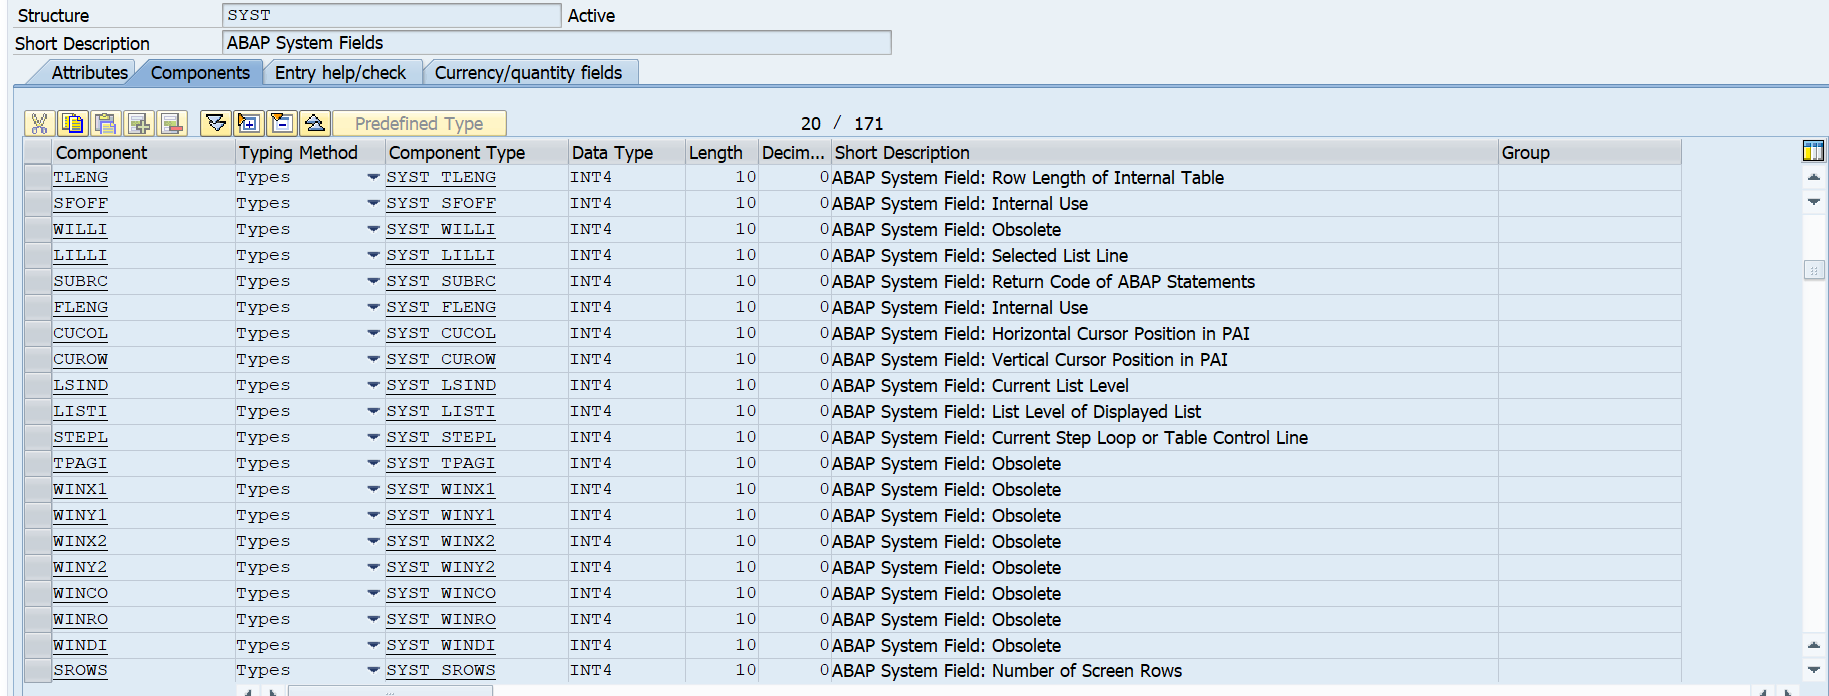 Structure SYST Active
Short Description ABAP System Fields
Attributes Components Entry help/check Currency/quantity fields
Predefined Type 20 / 171
Component Typing Method Component Type Data Type Length Decim... Short Description Group
TLENG Types SYST_TLENG INT4 10 0 ABAP System Field: Row Length of Internal Table
SFOFF Types SYST_SFOFF INT4 10 0 ABAP System Field: Internal Use
WILLI Types SYST_WILLI INT4 10 0 ABAP System Field: Obsolete
LILLI Types SYST_LILLI INT4 10 0 ABAP System Field: Selected List Line
SUBRC Types SYST_SUBRC INT4 10 0 ABAP System Field: Return Code of ABAP Statements
FLENG Types SYST_FLENG INT4 10 0 ABAP System Field: Internal Use
CUCOL Types SYST_CUCOL INT4 10 0 ABAP System Field: Horizontal Cursor Position in PAI
CUROW Types SYST_CUROW INT4 10 0 ABAP System Field: Vertical Cursor Position in PAI
LSIND Types SYST_LSIND INT4 10 0 ABAP System Field: Current List Level
LISTI Types SYST_LISTI INT4 10 0 ABAP System Field: List Level of Displayed List
STEPL Types SYST_STEPL INT4 10 0 ABAP System Field: Current Step Loop or Table Control Line
TPAGI Types SYST_TPAGI INT4 10 0 ABAP System Field: Obsolete
WINX1 Types SYST_WINX1 INT4 10 0 ABAP System Field: Obsolete
WINY1 Types SYST_WINY1 INT4 10 0 ABAP System Field: Obsolete
WINX2 Types SYST_WINX2 INT4 10 0 ABAP System Field: Obsolete
WINY2 Types SYST_WINY2 INT4 10 0 ABAP System Field: Obsolete
WINCO Types SYST_WINCO INT4 10 0 ABAP System Field: Obsolete
WINRO Types SYST_WINRO INT4 10 0 ABAP System Field: Obsolete
WINDI Types SYST_WINDI INT4 10 0 ABAP System Field: Obsolete
SROWS Types SYST_SROWS INT4 10 0 ABAP System Field: Number of Screen Rows